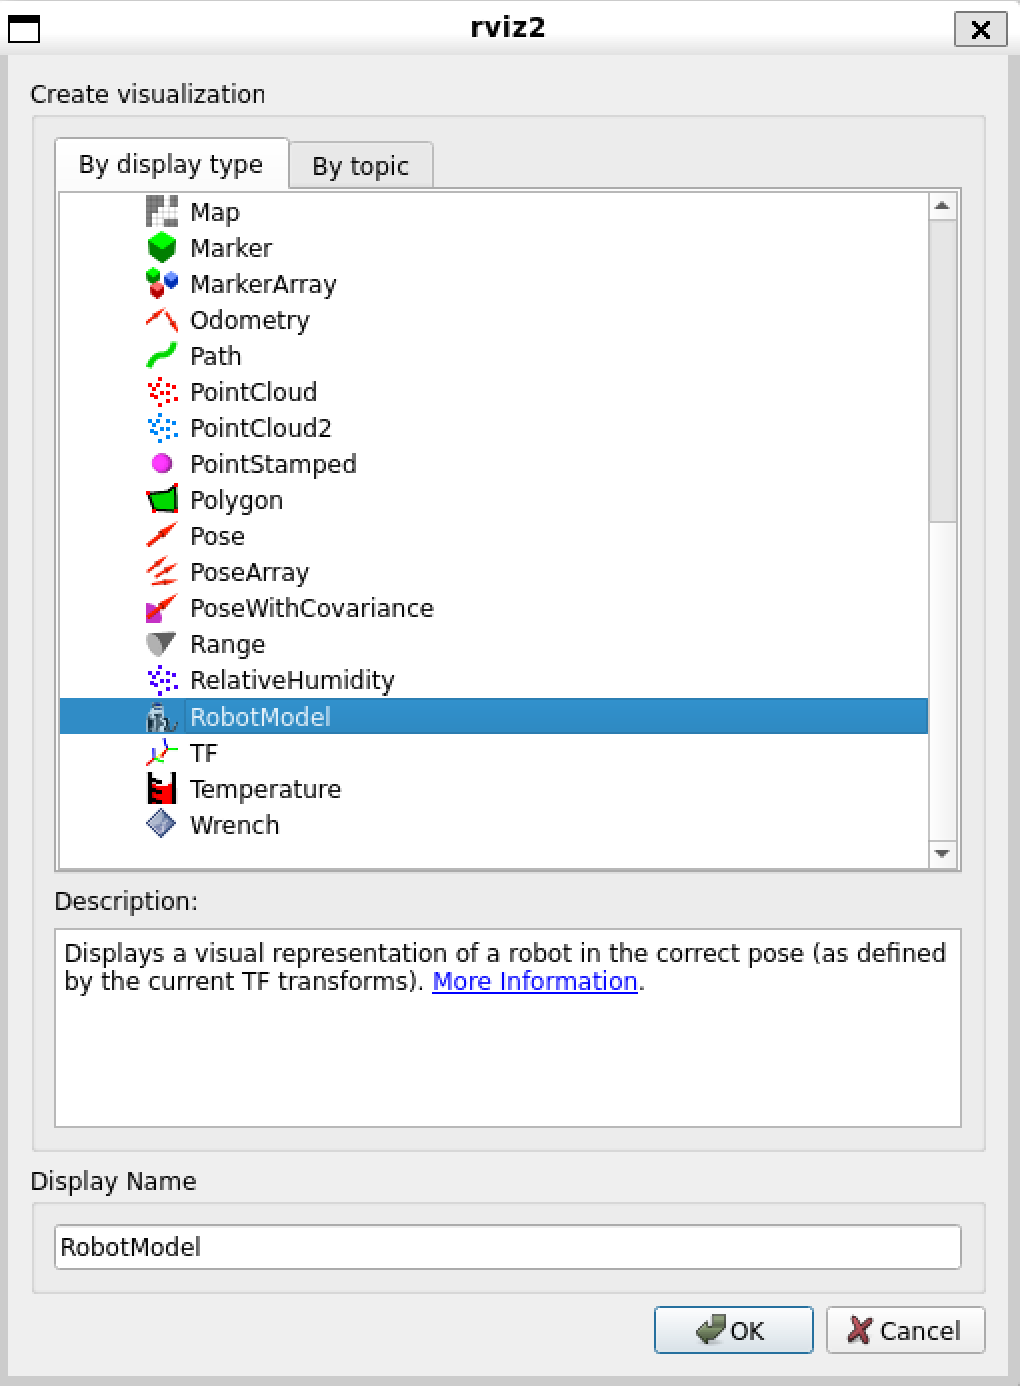 rviz2
Create visualization
By display type
By topic
Map
Marker
MarkerArray
Odometry
Path
PointCloud
PointCloud2
PointStamped
Polygon
Pose
PoseArray
PoseWithCovariance
Range
RelativeHumidity
RobotModel
TF
Temperature
Wrench
Description:
Displays a visual representation of a robot in the correct pose (as defined
by the current TF transforms). More Information.
Display Name
RobotModel
OK
Cancel